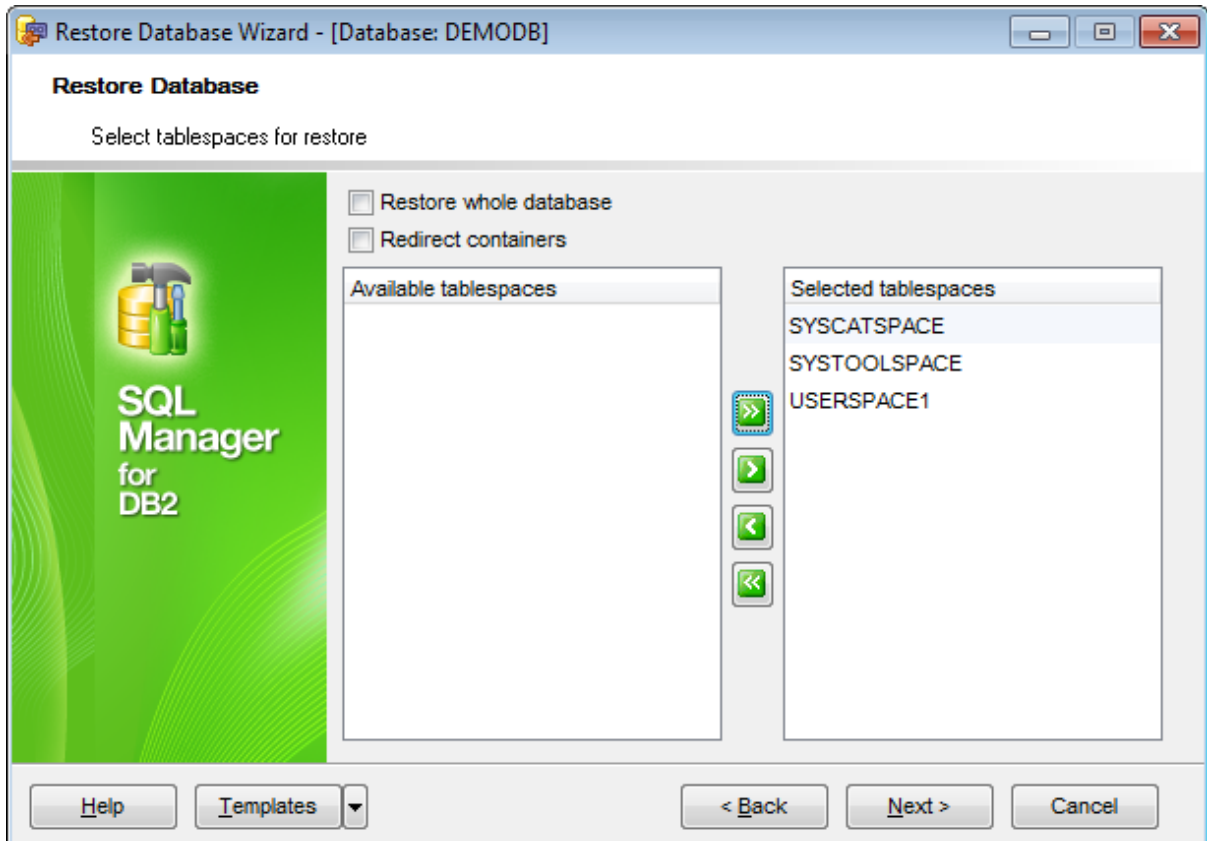 Restore Database Wizard - [Database: DEMODB]
Restore Database
Select tablespaces for restore
Restore whole database
Redirect containers
Available tablespaces
Selected tablespaces
SYSCATSPACE
SYSTOOLSPACE
USERSPACE1
SQL
Manager
for
DB2
Help
Templates
< Back
Next >
Cancel